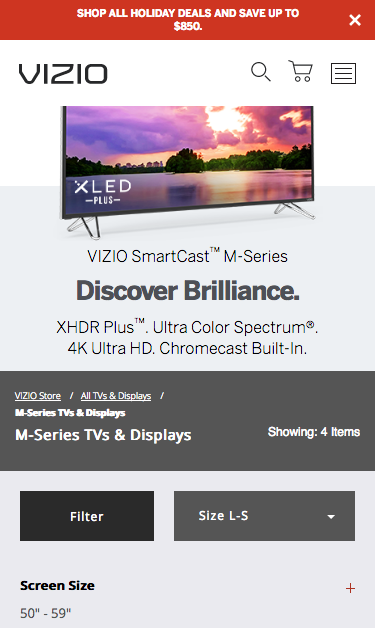 SHOP ALL HOLIDAY DEALS AND SAVE UP TO
$850.
VIZIO
XLED
—PLUS—
VIZIO SmartCast™ M-Series
Discover Brilliance.
XHDR Plus™. Ultra Color Spectrum®.
4K Ultra HD. Chromecast Built-In.
VIZIO Store / All TVs & Displays /
M-Series TVs & Displays
M-Series TVs & Displays
Showing: 4 Items
Filter
Size L-S
Screen Size
50" - 59"